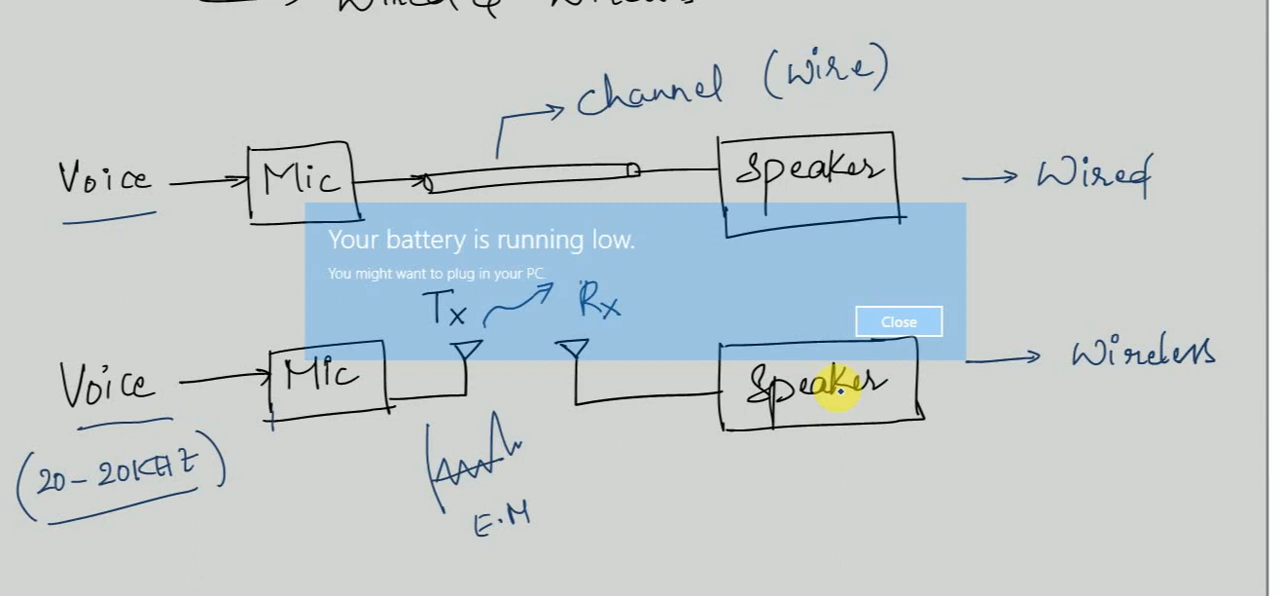 Wired &
Channel (Wire)
Voice
Mic
Speaker
Wired
Your battery is running low.
You might want to plug in your PC.
Tx
Rx
Close
Voice
Mic
Speaker
Wireless
(20-20KHz)
E.M